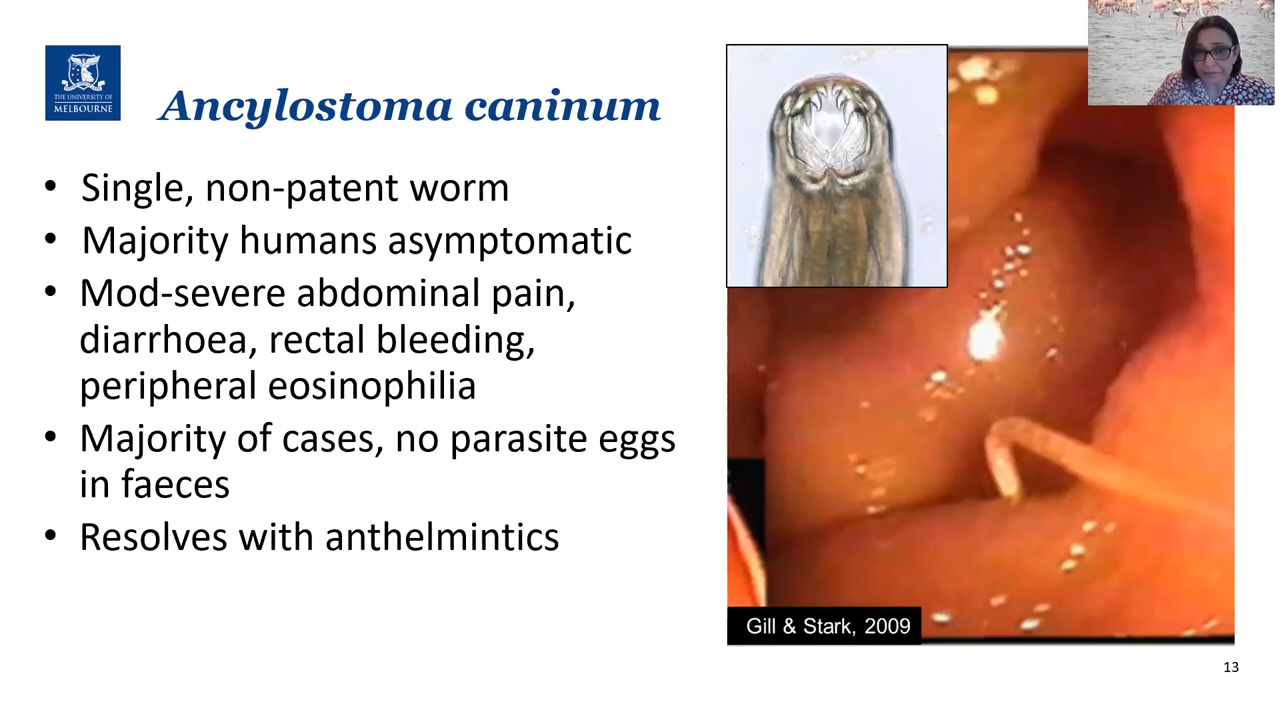 THE UNIVERSITY OF
MELBOURNE
Ancylostoma caninum
• Single, non-patent worm
• Majority humans asymptomatic
• Mod-severe abdominal pain,
diarrhoea, rectal bleeding,
peripheral eosinophilia
• Majority of cases, no parasite eggs
in faeces
• Resolves with anthelmintics
Gill & Stark, 2009
13